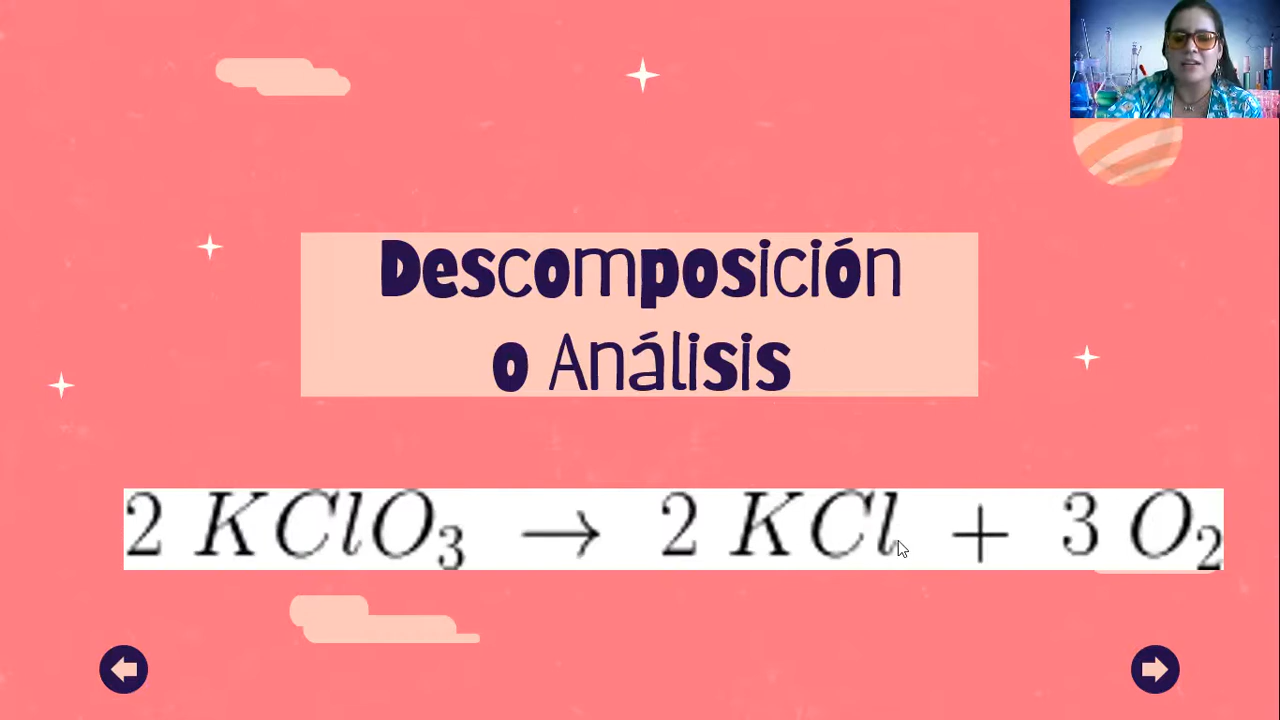 Descomposición
o Análisis
2 KClO₃ → 2 KCl + 3 O₂